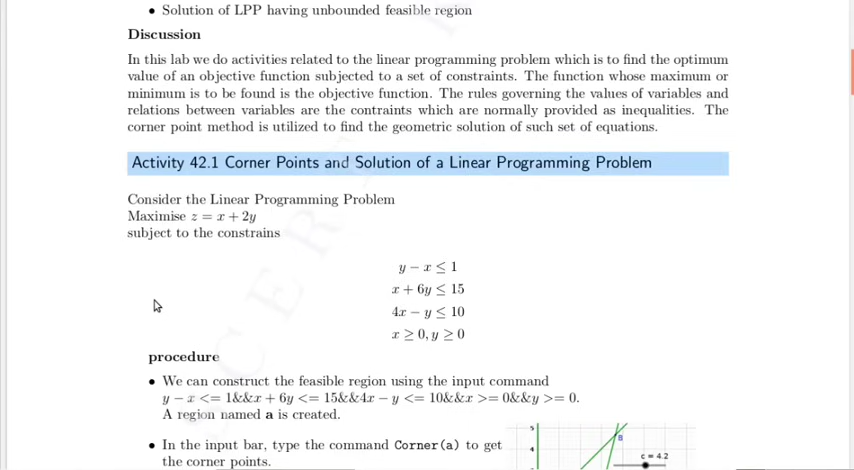 • Solution of LPP having unbounded feasible region
Discussion
In this lab we do activities related to the linear programming problem which is to find the optimum
value of an objective function subjected to a set of constraints. The function whose maximum or
minimum is to be found is the objective function. The rules governing the values of variables and
relations between variables are the contraints which are normally provided as inequalities. The
corner point method is utilized to find the geometric solution of such set of equations.
Activity 42.1 Corner Points and Solution of a Linear Programming Problem
Consider the Linear Programming Problem
Maximise z = x + 2y
subject to the constrains
y − x ≤ 1
x + 6y ≤ 15
4x − y ≤ 10
x ≥ 0, y ≥ 0
procedure
• We can construct the feasible region using the input command
y − x <= 1&&x + 6y <= 15&&4x − y <= 10&&x >= 0&&y >= 0.
A region named a is created.
• In the input bar, type the command Corner(a) to get
the corner points.
5
4
B
c = 4.2